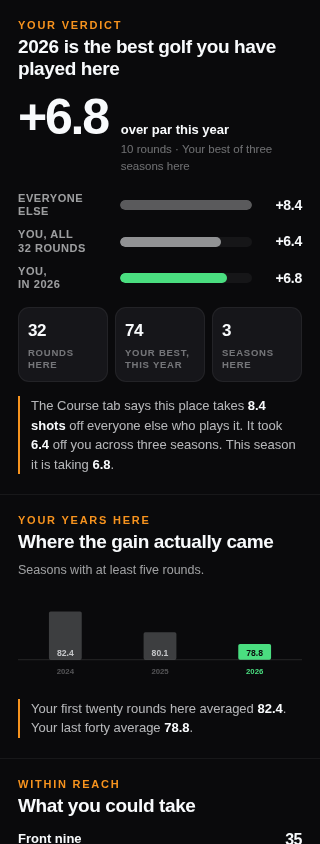 YOUR VERDICT
2026 is the best golf you have
played here
+6.8
over par this year
10 rounds · Your best of three
seasons here
EVERYONE
ELSE
+8.4
YOU, ALL
32 ROUNDS
+6.4
YOU,
IN 2026
+6.8
32
ROUNDS
HERE
74
YOUR BEST,
THIS YEAR
3
SEASONS
HERE
The Course tab says this place takes 8.4
shots off everyone else who plays it. It took
6.4 off you across three seasons. This season
it is taking 6.8.
YOUR YEARS HERE
Where the gain actually came
Seasons with at least five rounds.
82.4
80.1
78.8
2024
2025
2026
Your first twenty rounds here averaged 82.4.
Your last forty average 78.8.
WITHIN REACH
What you could take
Front nine
35